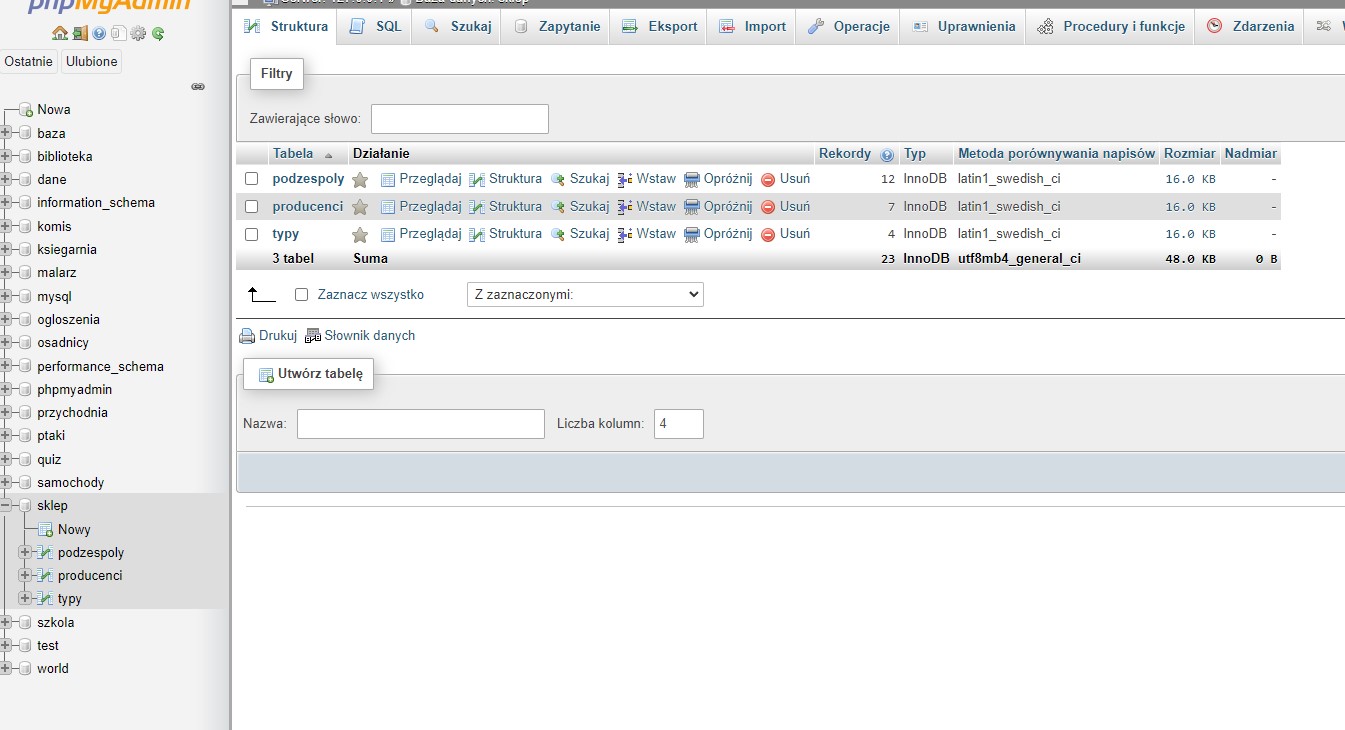 phpMyAdmin
Ostatnie Ulubione
Nowa
baza
biblioteka
dane
information_schema
komis
ksiegarnia
malarz
mysql
ogloszenia
osadnicy
performance_schema
phpmyadmin
przychodnia
ptaki
quiz
samochody
sklep
Nowy
podzespoly
producenci
typy
szkola
test
world
Struktura SQL Szukaj Zapytanie Eksport Import Operacje Uprawnienia Procedury i funkcje Zdarzenia
Filtry
Zawierające słowo:
Tabela Działanie Rekordy Typ Metoda porównywania napisów Rozmiar Nadmiar
podzespoly Przeglądaj Struktura Szukaj Wstaw Opróżnij Usuń 12 InnoDB latin1_swedish_ci 16.0 KB -
producenci Przeglądaj Struktura Szukaj Wstaw Opróżnij Usuń 7 InnoDB latin1_swedish_ci 16.0 KB -
typy Przeglądaj Struktura Szukaj Wstaw Opróżnij Usuń 4 InnoDB latin1_swedish_ci 16.0 KB -
3 tabel Suma 23 InnoDB utf8mb4_general_ci 48.0 KB 0 B
Zaznacz wszystko Z zaznaczonymi:
Drukuj Słownik danych
Utwórz tabelę
Nazwa: Liczba kolumn: 4